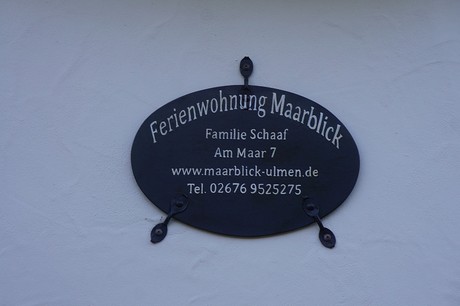 Ferienwohnung Maarblick
Familie Schaaf
Am Maar 7
www.maarblick-ulmen.de
Tel. 02676 9525275